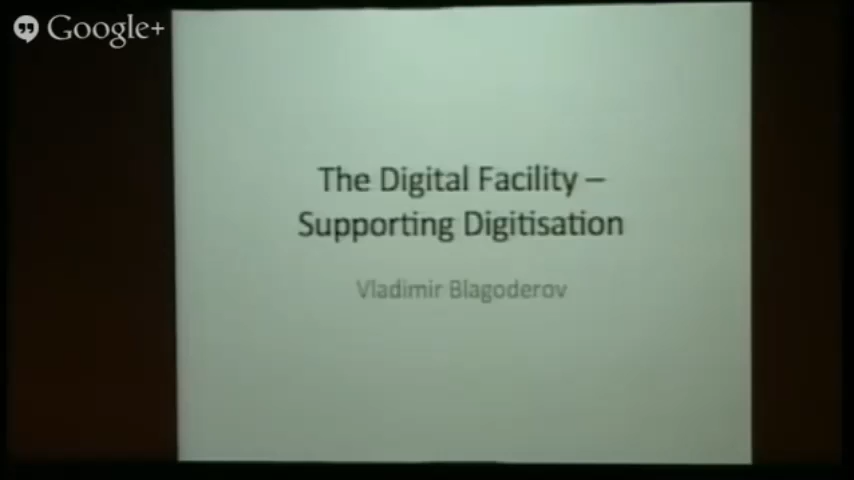 Google+
The Digital Facility –
Supporting Digitisation
Vladimir Blagoderov